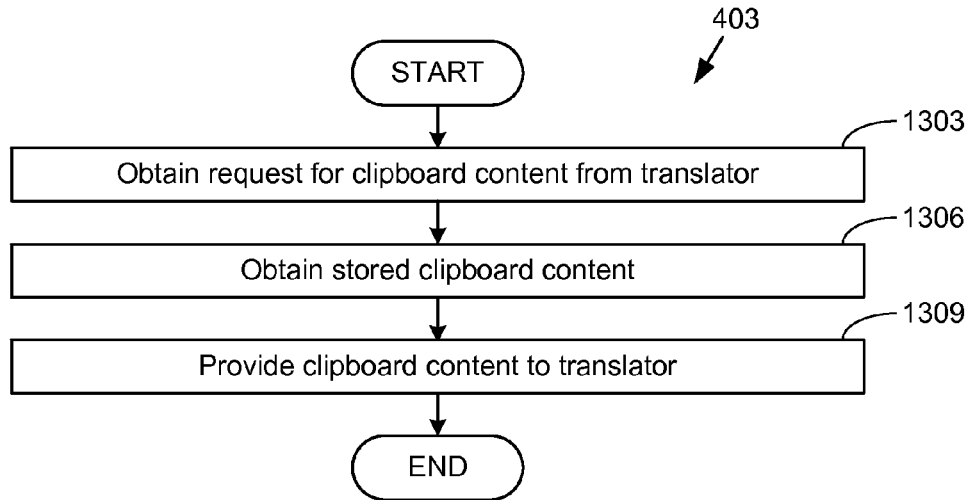 403
START
1303
Obtain request for clipboard content from translator
1306
Obtain stored clipboard content
1309
Provide clipboard content to translator
END